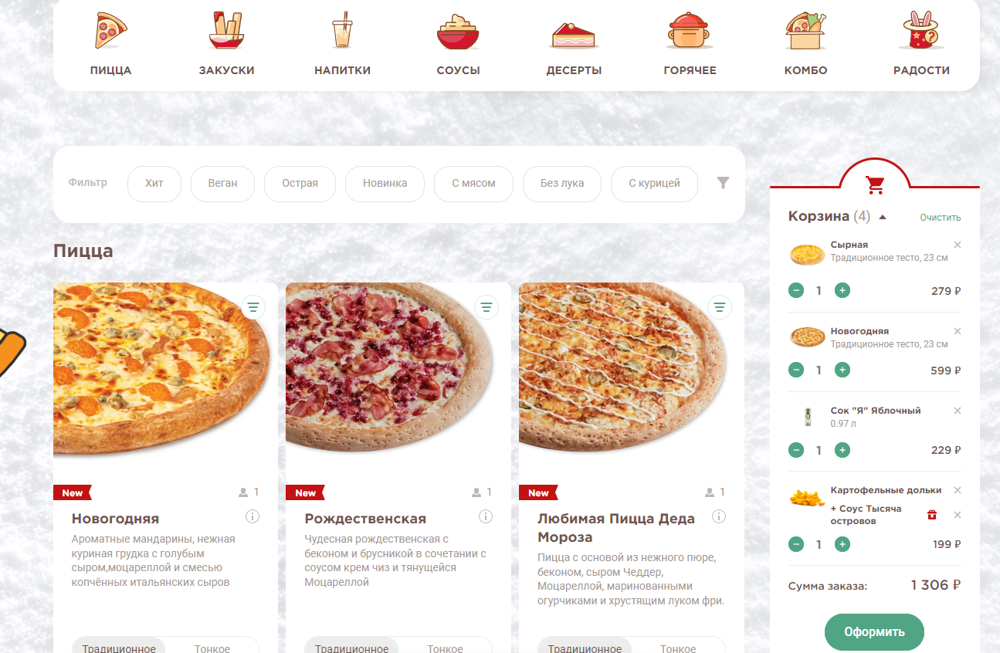 ПИЦЦА ЗАКУСКИ НАПИТКИ СОУСЫ ДЕСЕРТЫ ГОРЯЧЕЕ КОМБО РАДОСТИ
Фильтр Хит Веган Острая Новинка С мясом Без лука С курицей
Пицца
New 1
Новогодняя
Ароматные мандарины, нежная
куриная грудка с голубым
сыром,моцареллой и смесью
копчённых итальянских сыров
Традиционное Тонкое
New 1
Рождественская
Чудесная рождественская с
беконом и брусникой в сочетании с
соусом крем чиз и тянущейся
Моцареллой
Традиционное Тонкое
New 1
Любимая Пицца Деда
Мороза
Пицца с основой из нежного пюре,
беконом, сыром Чеддер,
Моцареллой, маринованными
огурчиками и хрустящим луком фри.
Традиционное Тонкое
Корзина (4) Очистить
Сырная
Традиционное тесто, 23 см
1 279 ₽
Новогодняя
Традиционное тесто, 23 см
1 599 ₽
Сок "Я" Яблочный
0.97 л
1 229 ₽
Картофельные дольки
+ Соус Тысяча
островов
1 199 ₽
Сумма заказа: 1 306 ₽
Оформить